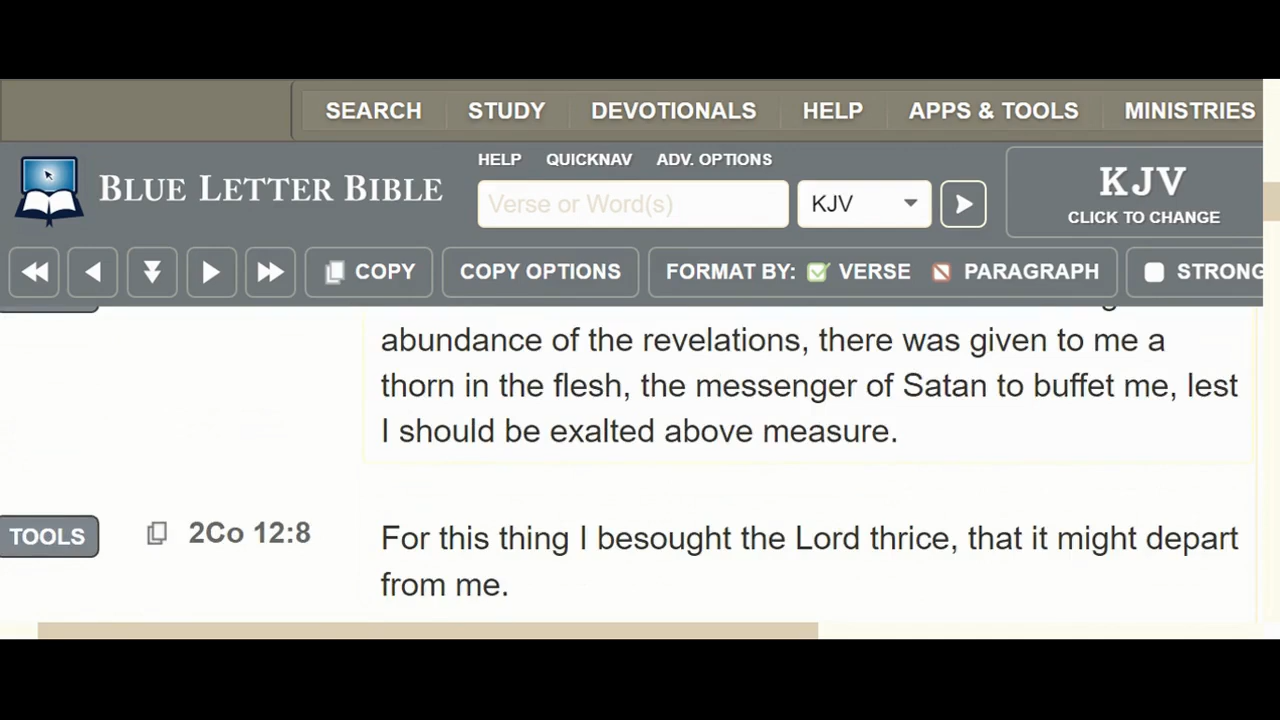 SEARCH STUDY DEVOTIONALS HELP APPS & TOOLS MINISTRIES
HELP QUICKNAV ADV. OPTIONS
BLUE LETTER BIBLE
Verse or Word(s) KJV
KJV
CLICK TO CHANGE
COPY COPY OPTIONS FORMAT BY: VERSE PARAGRAPH STRONG
abundance of the revelations, there was given to me a
thorn in the flesh, the messenger of Satan to buffet me, lest
I should be exalted above measure.
TOOLS 2Co 12:8 For this thing I besought the Lord thrice, that it might depart
from me.